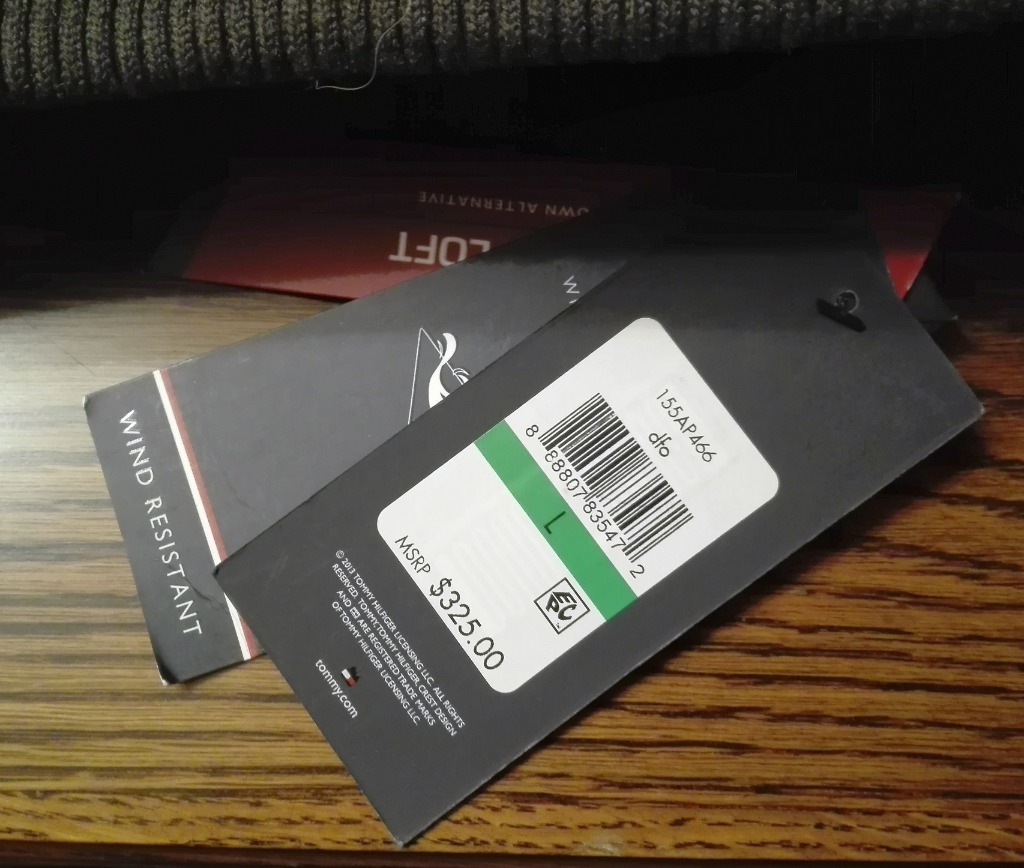 OWN ALTERNATIVE
LOFT
W
WIND RESISTANT
155AP466
dfo
8 88807 83547 2
L
EPC
MSRP $325.00
© 2013 TOMMY HILFIGER LICENSING LLC. ALL RIGHTS
RESERVED. TOMMY, TOMMY HILFIGER, CREST DESIGN
AND ARE REGISTERED TRADE MARKS
OF TOMMY HILFIGER LICENSING LLC.
tommy.com